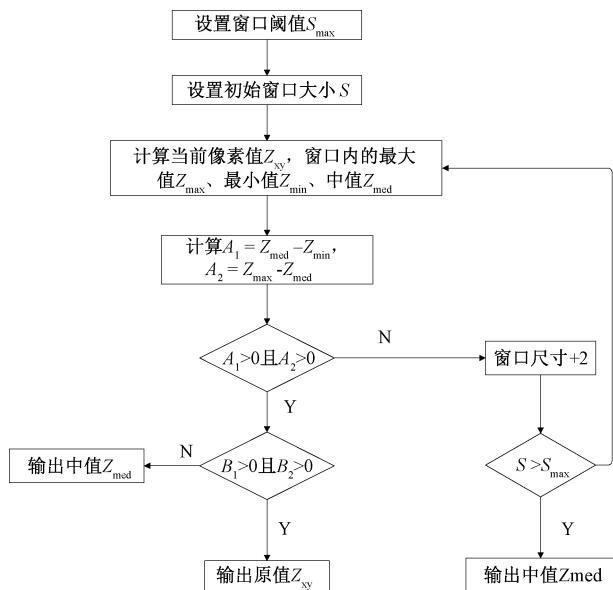 设置窗口阈值Smax
设置初始窗口大小 S
计算当前像素值Zxy，窗口内的最大
值Zmax、最小值Zmin、中值Zmed
计算A1 = Zmed –Zmin，
A2 = Zmax -Zmed
A1>0且A2>0
N
窗口尺寸+2
Y
B1>0且B2>0
N
输出中值Zmed
S >Smax
Y
Y
输出原值Zxy
输出中值Zmed